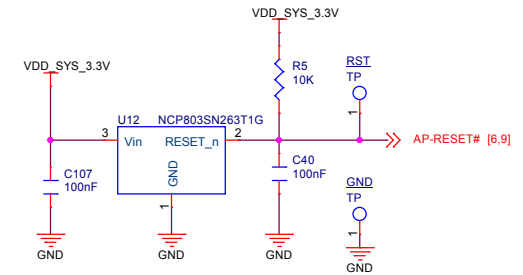 VDD_SYS_3.3V
VDD_SYS_3.3V
R5
10K
RST
TP
1
U12 NCP803SN263T1G
3 Vin RESET_n 2
GND
1
AP-RESET# [6,9]
C107
100nF
C40
100nF
GND
TP
1
GND
GND
GND
GND